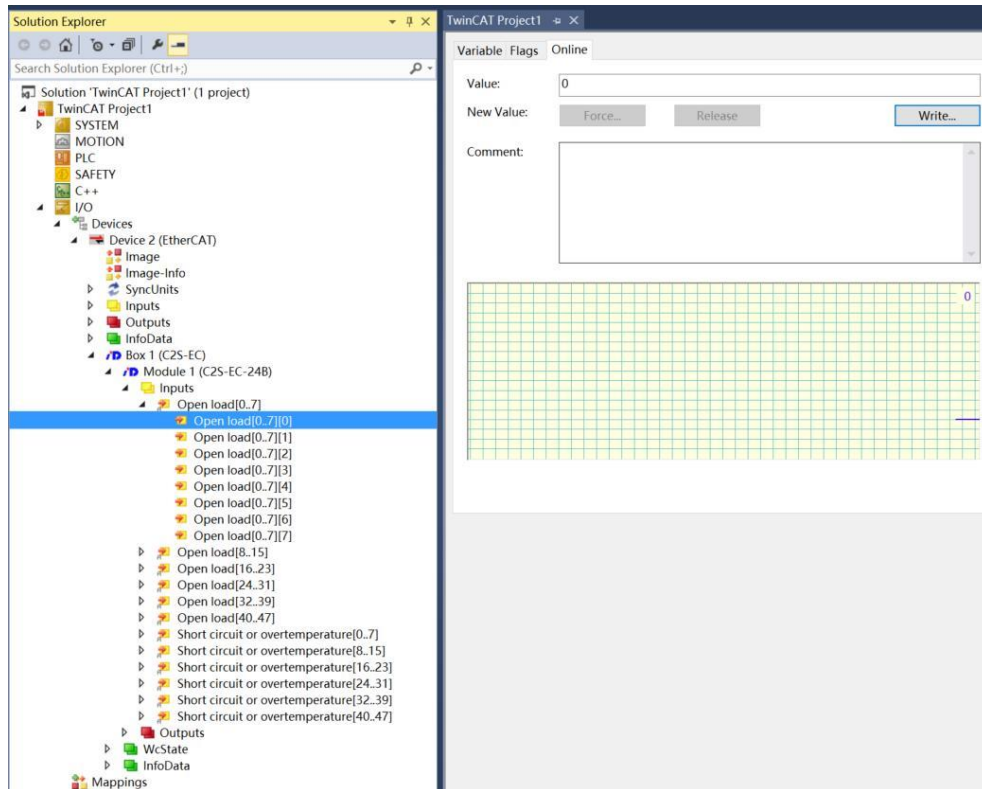 Solution Explorer
Search Solution Explorer (Ctrl+;)
Solution 'TwinCAT Project1' (1 project)
TwinCAT Project1
SYSTEM
MOTION
PLC
SAFETY
C++
I/O
Devices
Device 2 (EtherCAT)
Image
Image-Info
SyncUnits
Inputs
Outputs
InfoData
Box 1 (C2S-EC)
Module 1 (C2S-EC-24B)
Inputs
Open load[0..7]
Open load[0..7][0]
Open load[0..7][1]
Open load[0..7][2]
Open load[0..7][3]
Open load[0..7][4]
Open load[0..7][5]
Open load[0..7][6]
Open load[0..7][7]
Open load[8..15]
Open load[16..23]
Open load[24..31]
Open load[32..39]
Open load[40..47]
Short circuit or overtemperature[0..7]
Short circuit or overtemperature[8..15]
Short circuit or overtemperature[16..23]
Short circuit or overtemperature[24..31]
Short circuit or overtemperature[32..39]
Short circuit or overtemperature[40..47]
Outputs
WcState
InfoData
Mappings
TwinCAT Project1
Variable Flags Online
Value: 0
New Value: Force... Release Write...
Comment:
0